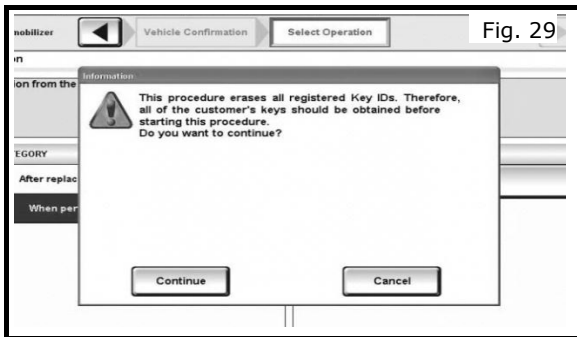 mobilizer
Vehicle Confirmation
Select Operation
Fig. 29
on
Information
ion from the
This procedure erases all registered Key IDs. Therefore,
all of the customer's keys should be obtained before
starting this procedure.
Do you want to continue?
TEGORY
After replac
When per
Continue
Cancel